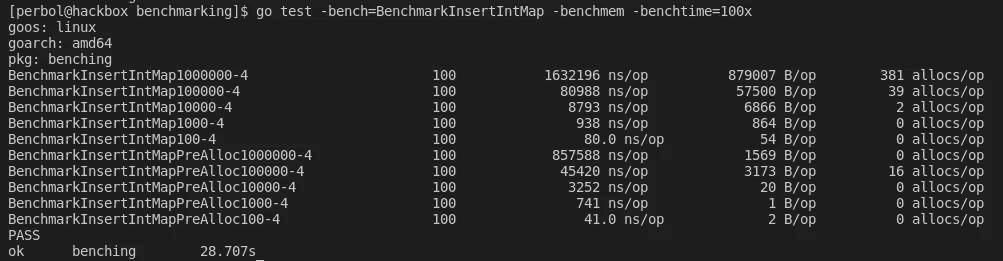 [perbol@hackbox benchmarking]$ go test -bench=BenchmarkInsertIntMap -benchmem -benchtime=100x
goos: linux
goarch: amd64
pkg: benching
BenchmarkInsertIntMap1000000-4 100 1632196 ns/op 879007 B/op 381 allocs/op
BenchmarkInsertIntMap100000-4 100 80988 ns/op 57500 B/op 39 allocs/op
BenchmarkInsertIntMap10000-4 100 8793 ns/op 6866 B/op 2 allocs/op
BenchmarkInsertIntMap1000-4 100 938 ns/op 864 B/op 0 allocs/op
BenchmarkInsertIntMap100-4 100 80.0 ns/op 54 B/op 0 allocs/op
BenchmarkInsertIntMapPreAlloc1000000-4 100 857588 ns/op 1569 B/op 0 allocs/op
BenchmarkInsertIntMapPreAlloc100000-4 100 45420 ns/op 3173 B/op 16 allocs/op
BenchmarkInsertIntMapPreAlloc10000-4 100 3252 ns/op 20 B/op 0 allocs/op
BenchmarkInsertIntMapPreAlloc1000-4 100 741 ns/op 1 B/op 0 allocs/op
BenchmarkInsertIntMapPreAlloc100-4 100 41.0 ns/op 2 B/op 0 allocs/op
PASS
ok benching 28.707s